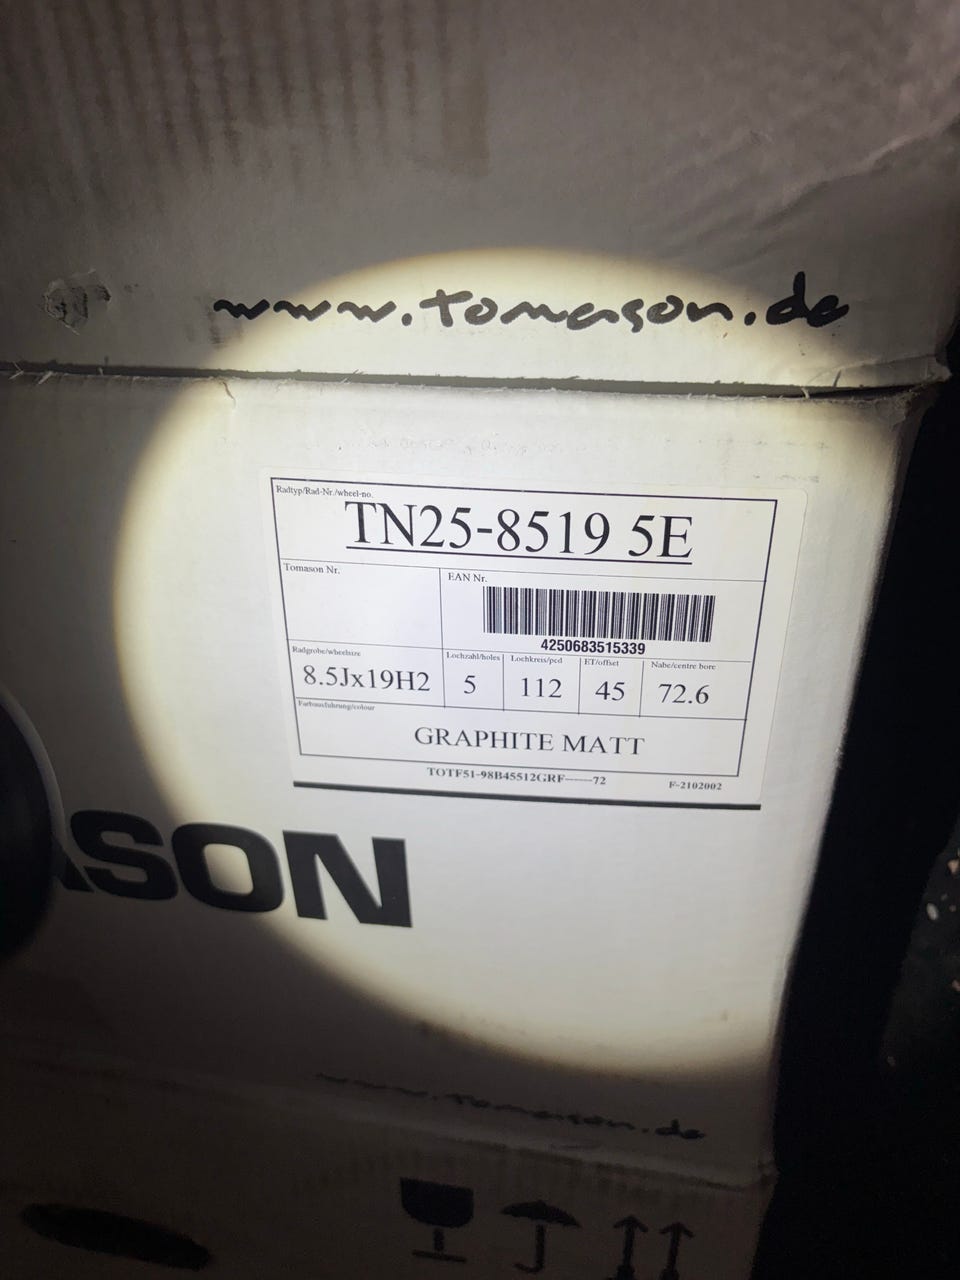 www.tomason.de
Radtyp/Rad-Nr./wheel-no.
TN25-8519 5E
Tomason Nr.
EAN Nr.
4250683515339
Radgrobe/wheelsize
8.5Jx19H2
Lochzahl/holes
5
Lochkreis/pcd
112
ET/offset
45
Nabe/centre bore
72.6
Farbausfuhrung/colour
GRAPHITE MATT
TOTF51-98B45512GRF-----72
F-2102002
ASON
www.tomason.de